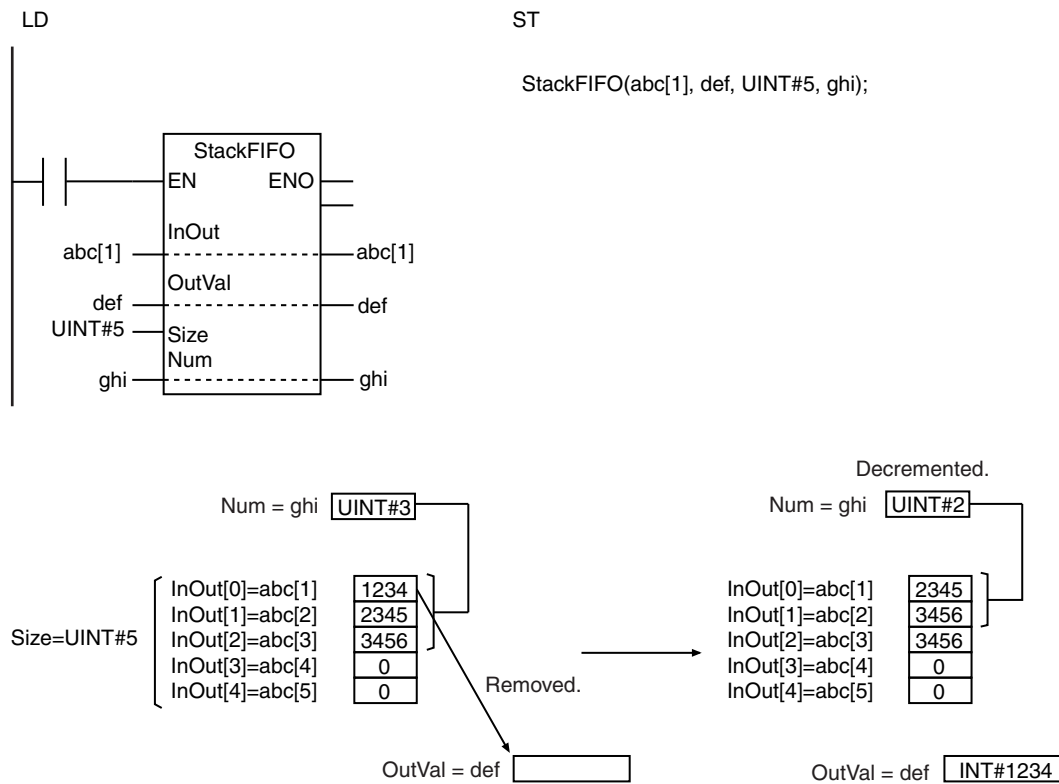 LD
ST
StackFIFO(abc[1], def, UINT#5, ghi);
StackFIFO
EN ENO
InOut
abc[1] abc[1]
OutVal
def def
UINT#5 Size
Num
ghi ghi
Decremented.
Num = ghi UINT#3
Num = ghi UINT#2
Size=UINT#5
InOut[0]=abc[1] 1234
InOut[1]=abc[2] 2345
InOut[2]=abc[3] 3456
InOut[3]=abc[4] 0
InOut[4]=abc[5] 0
Removed.
OutVal = def
InOut[0]=abc[1] 2345
InOut[1]=abc[2] 3456
InOut[2]=abc[3] 3456
InOut[3]=abc[4] 0
InOut[4]=abc[5] 0
OutVal = def INT#1234